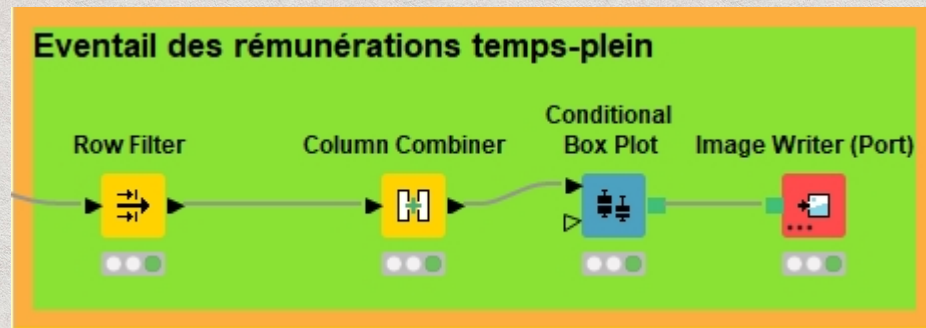 Eventail des rémunérations temps-plein
Row Filter
Column Combiner
Conditional
Box Plot
Image Writer (Port)